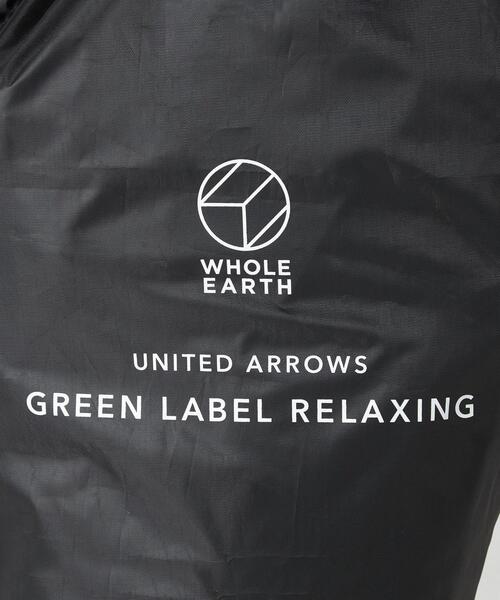 WHOLE
EARTH
UNITED ARROWS
GREEN LABEL RELAXING